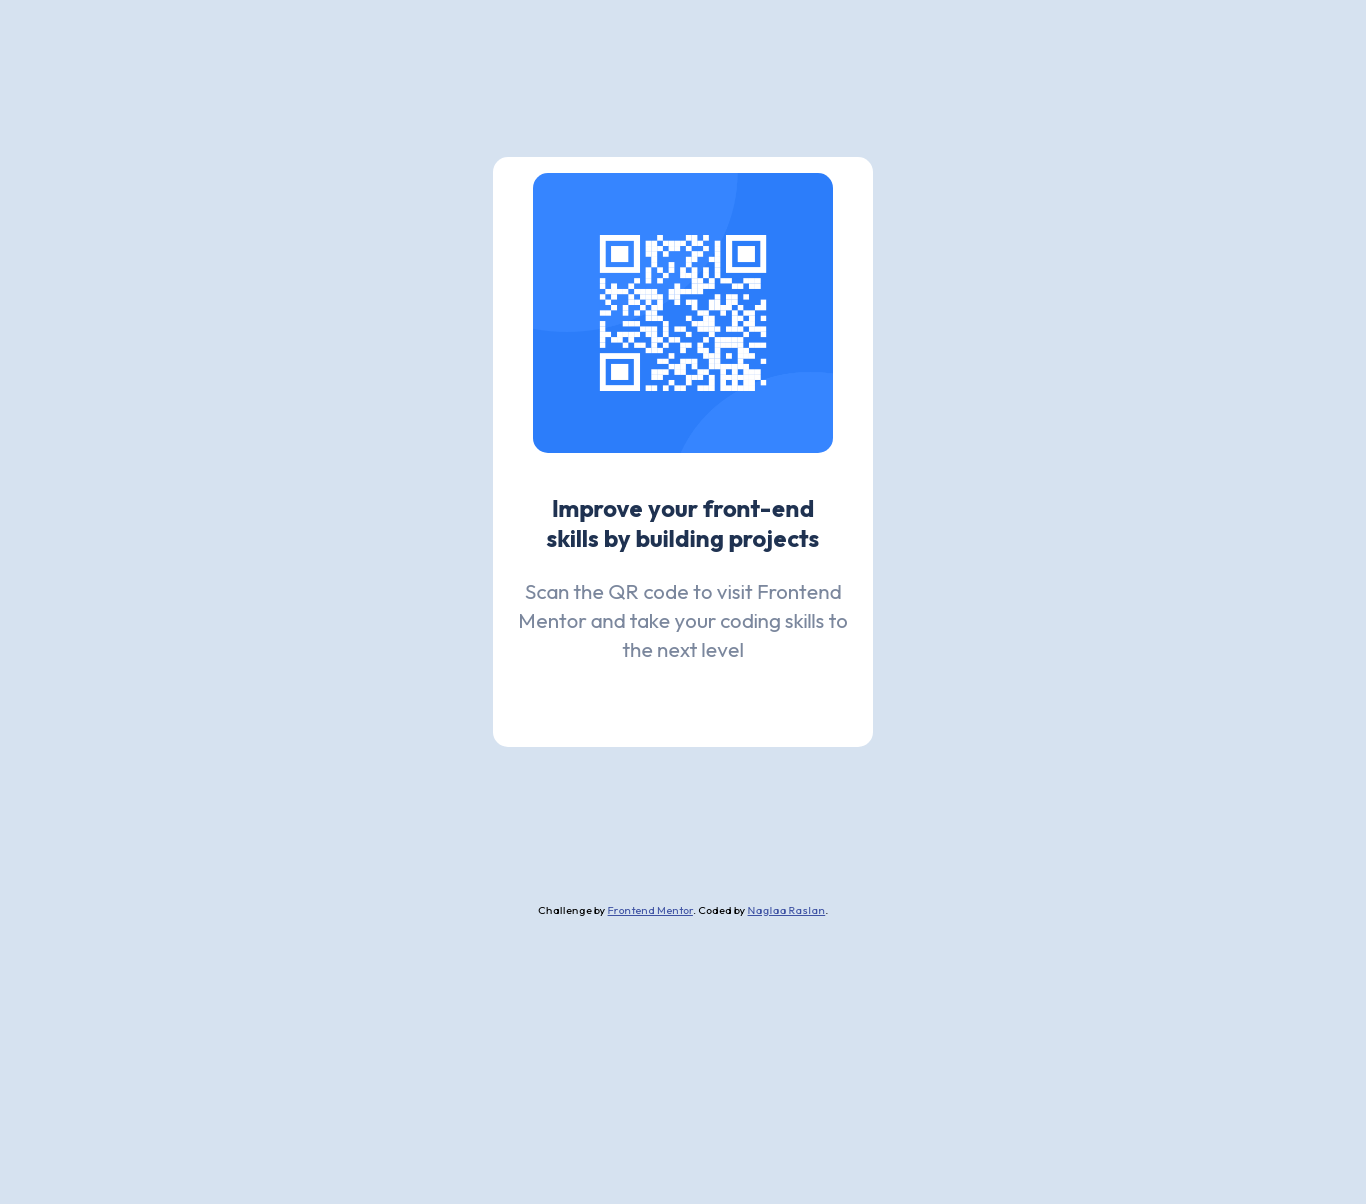 Improve your front-end
skills by building projects
Scan the QR code to visit Frontend
Mentor and take your coding skills to
the next level
Challenge by Frontend Mentor. Coded by Naglaa Raslan.